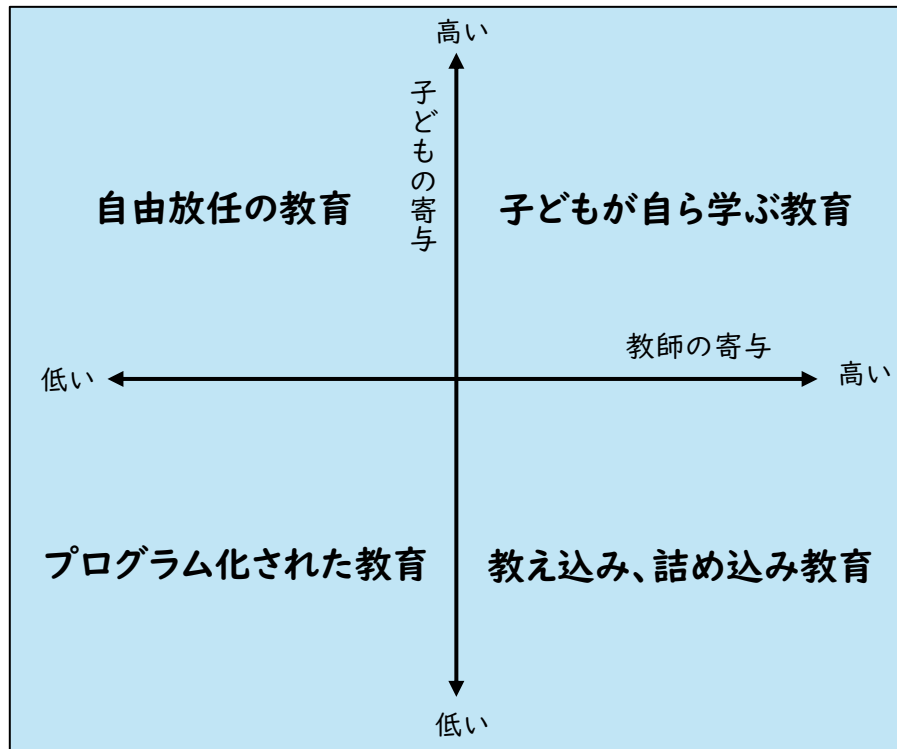 高い
子どもの寄与
自由放任の教育
子どもが自ら学ぶ教育
教師の寄与
低い
高い
プログラム化された教育
教え込み、詰め込み教育
低い